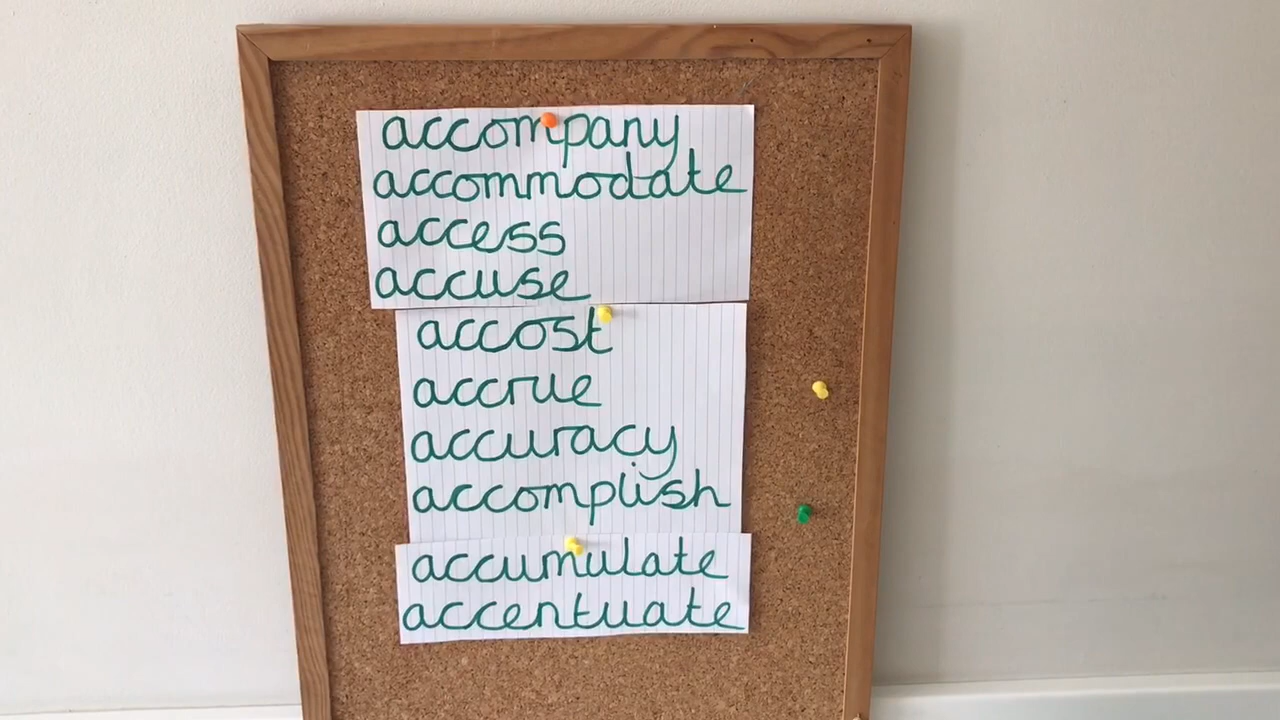 accompany
accommodate
access
accuse
accost
accrue
accuracy
accomplish
accumulate
accentuate